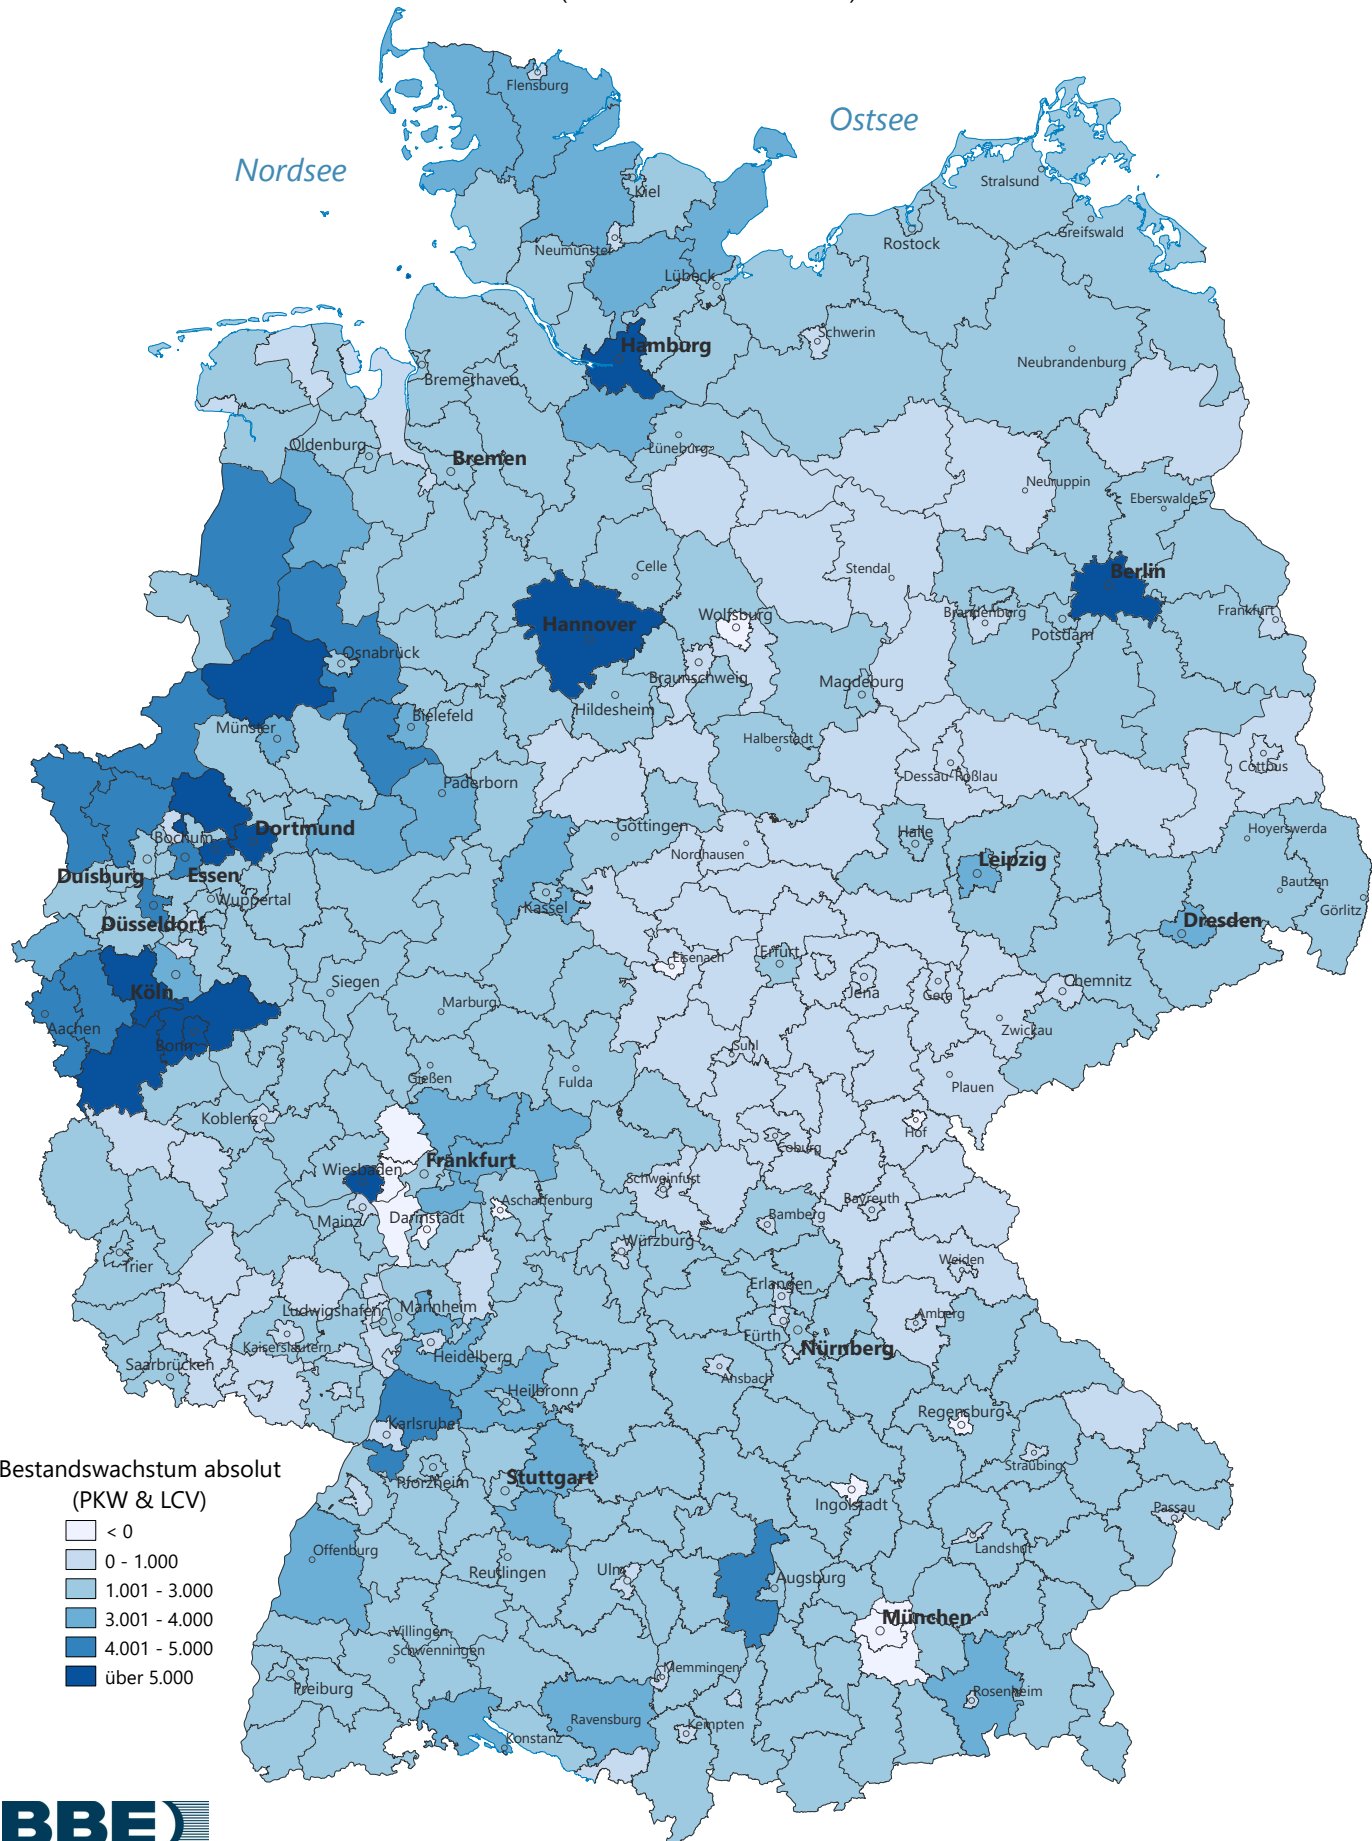 Flensburg
Ostsee
Nordsee
Stralsund
Kiel
Greifswald
Rostock
Neumünster
Lübeck
Schwerin
Hamburg
Neubrandenburg
Bremerhaven
Oldenburg
Lüneburg
Bremen
Neuruppin
Eberswalde
Celle
Stendal
Berlin
Wolfsburg
Brandenburg
Frankfurt
Hannover
Potsdam
Osnabrück
Braunschweig
Magdeburg
Hildesheim
Bielefeld
Münster
Halberstadt
Cottbus
Dessau-Roßlau
Paderborn
Göttingen
Dortmund
Halle
Hoyerswerda
Bochum
Nordhausen
Leipzig
Duisburg
Essen
Bautzen
Wuppertal
Kassel
Görlitz
Düsseldorf
Dresden
Eisenach
Erfurt
Siegen
Chemnitz
Köln
Jena
Gera
Marburg
Aachen
Zwickau
Bonn
Suhl
Gießen
Fulda
Plauen
Koblenz
Hof
Coburg
Frankfurt
Wiesbaden
Schweinfurt
Aschaffenburg
Bayreuth
Mainz
Darmstadt
Bamberg
Würzburg
Trier
Weiden
Erlangen
Ludwigshafen
Mannheim
Amberg
Fürth
Kaiserslautern
Nürnberg
Heidelberg
Saarbrücken
Ansbach
Heilbronn
Regensburg
Karlsruhe
Straubing
Bestandswachstum absolut
(PKW & LCV)
Stuttgart
Pforzheim
Ingolstadt
Passau
< 0
0 - 1.000
1.001 - 3.000
3.001 - 4.000
4.001 - 5.000
über 5.000
Landshut
Offenburg
Reutlingen
Ulm
Augsburg
München
Villingen-
Schwenningen
Memmingen
Freiburg
Rosenheim
Ravensburg
Kempten
Konstanz
BBE